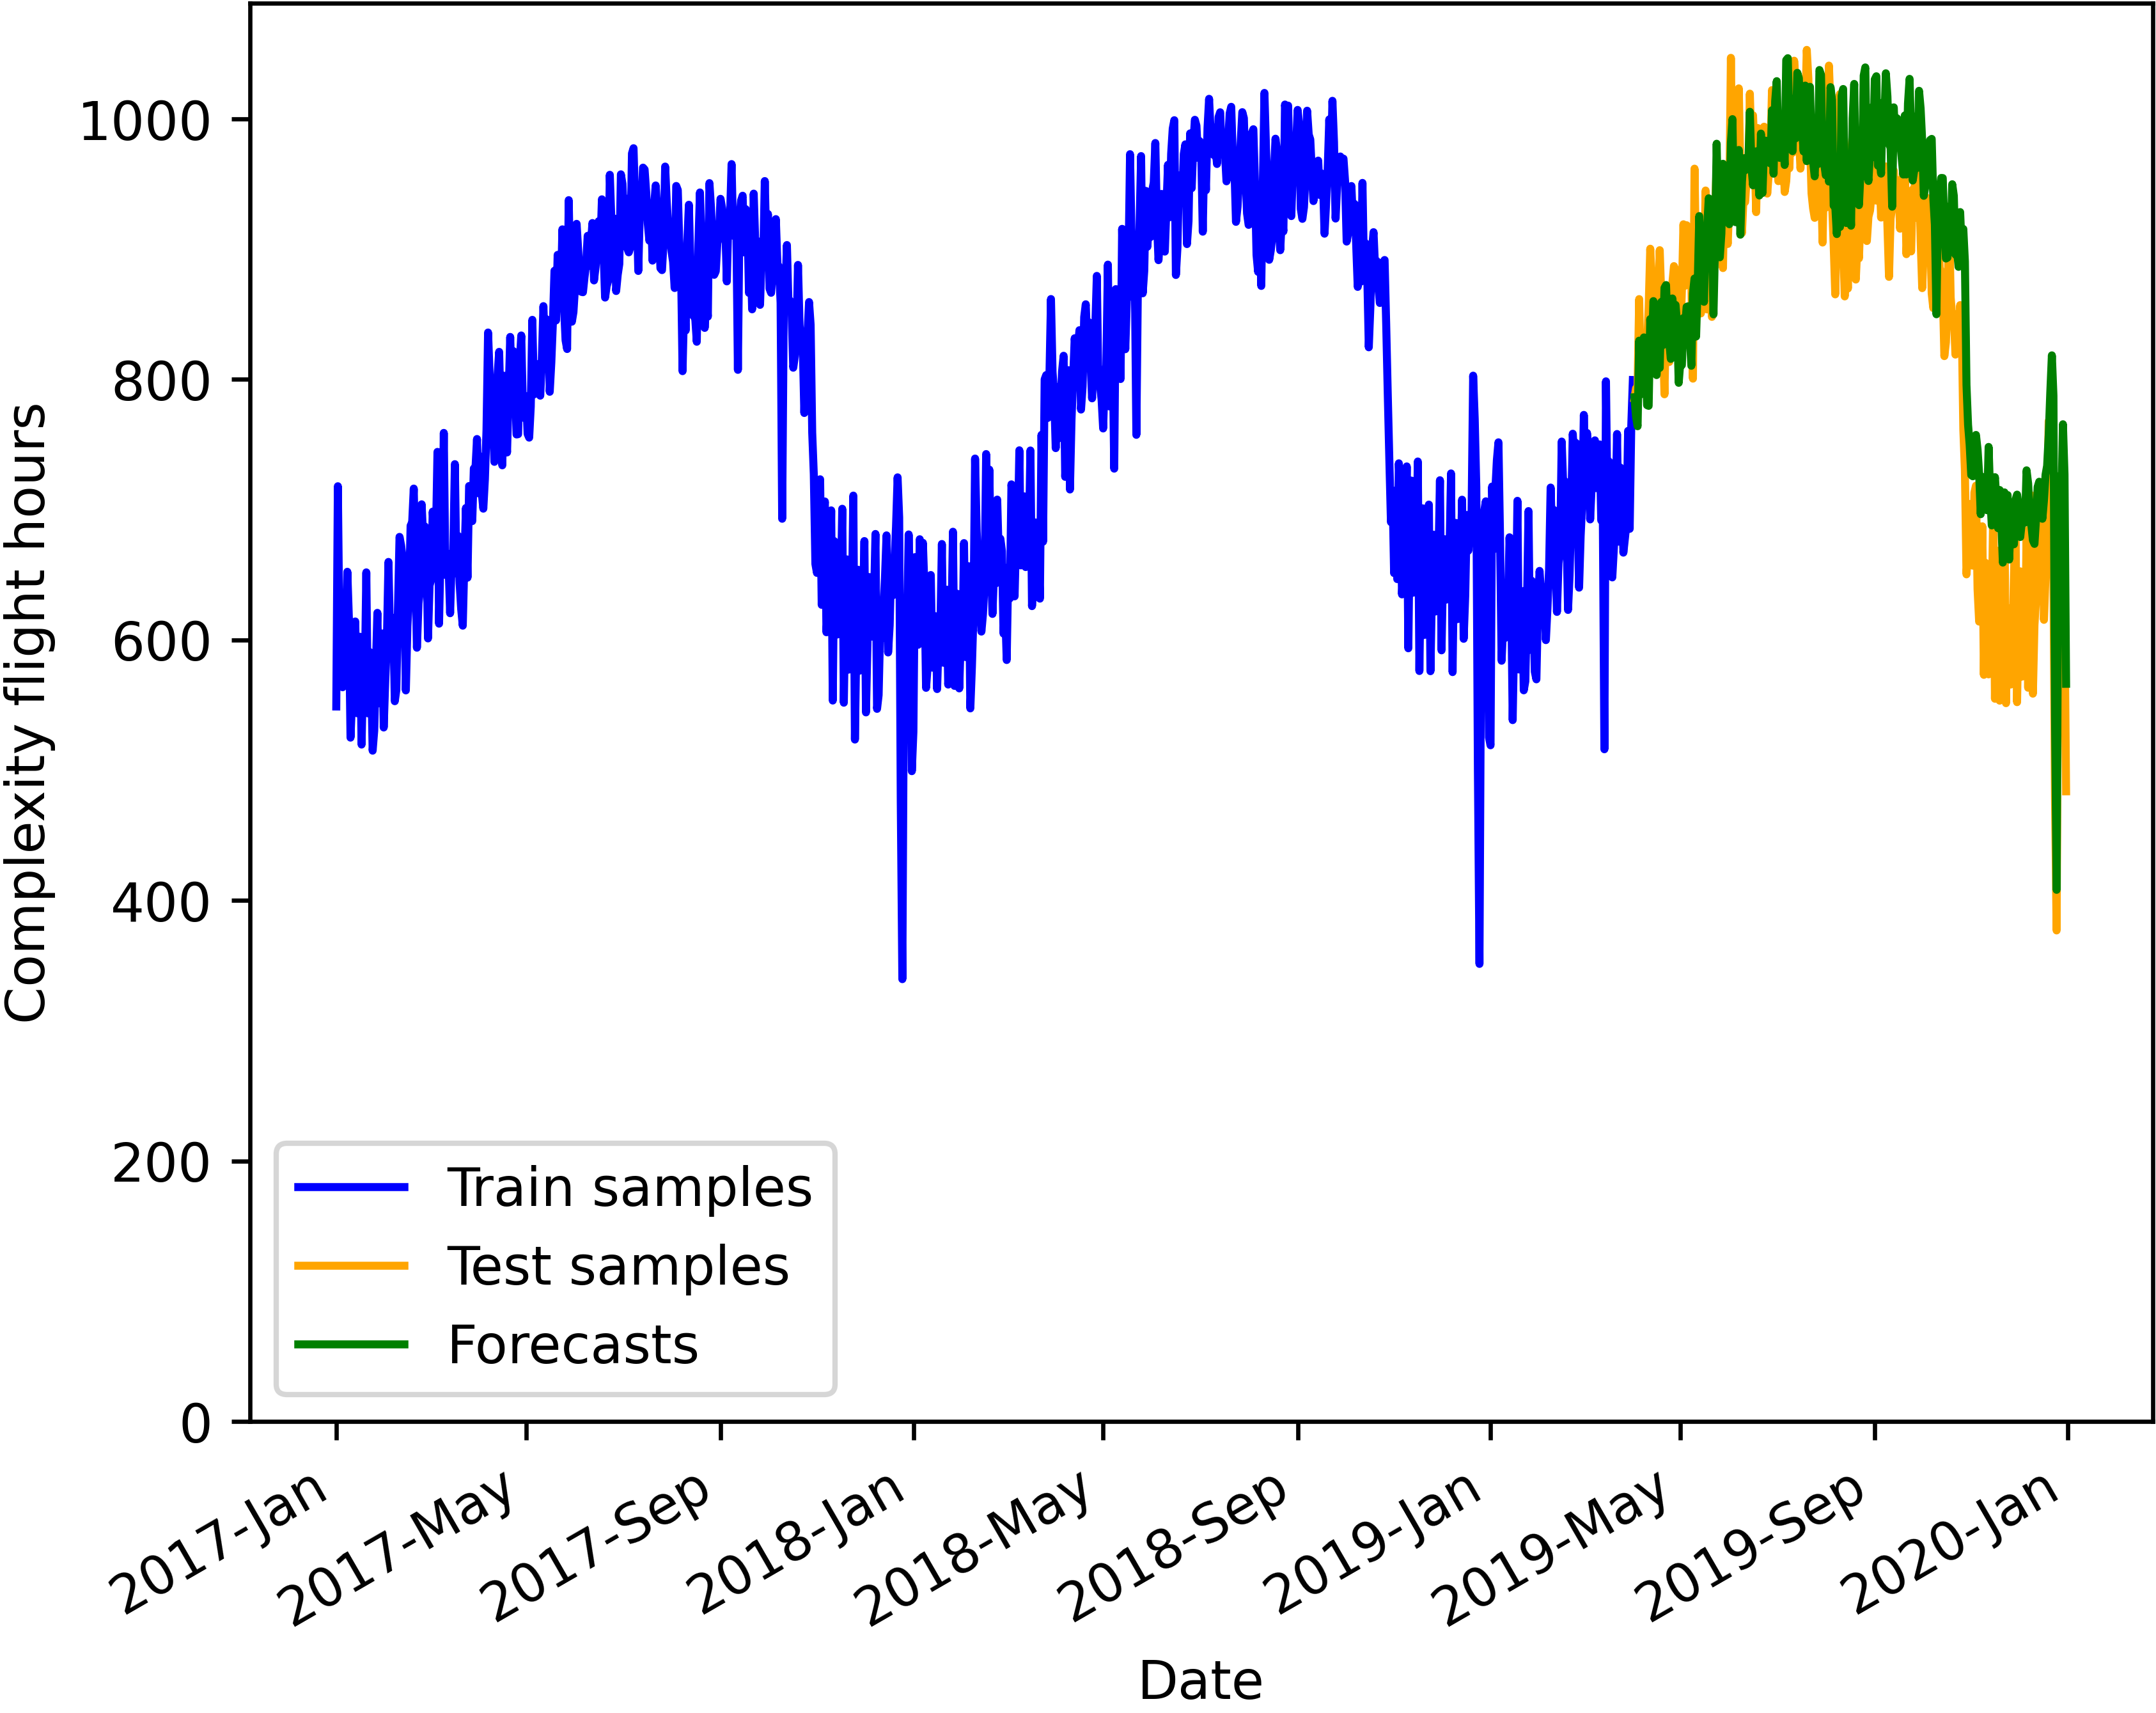 Complexity flight hours
1000
800
600
400
200
0
Train samples
Test samples
Forecasts
2017-Jan
2017-May
2017-Sep
2018-Jan
2018-May
2018-Sep
2019-Jan
2019-May
2019-Sep
2020-Jan
Date